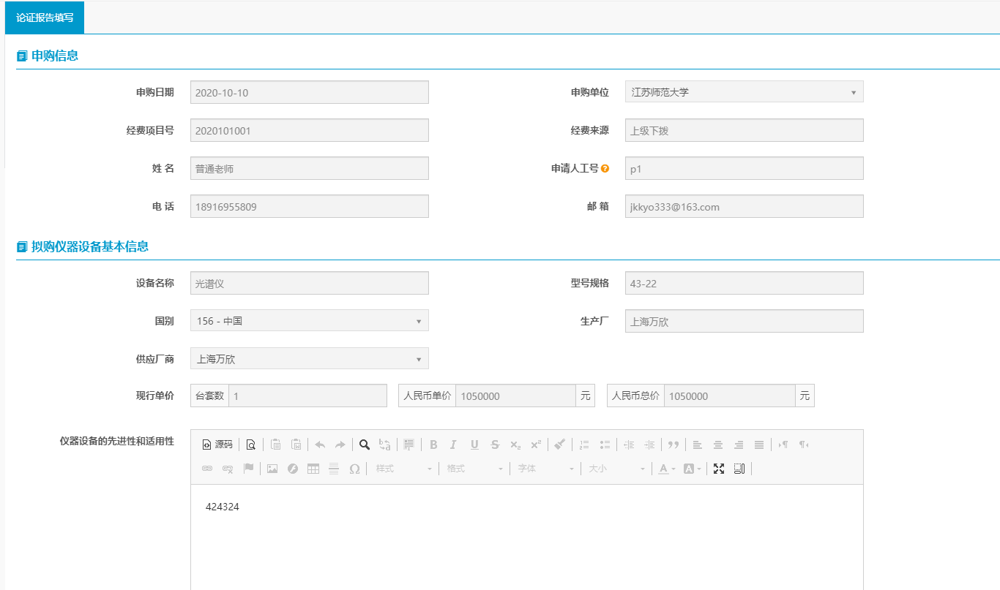 论证报告填写
申购信息
申购日期 2020-10-10 申购单位 江苏师范大学
经费项目号 2020101001 经费来源 上级下拨
姓 名 普通老师 申请人工号 p1
电 话 18916955809 邮 箱 jkkyo333@163.com
拟购仪器设备基本信息
设备名称 光谱仪 型号规格 43-22
国别 156 - 中国 生产厂 上海万欣
供应厂商 上海万欣
现行单价 台套数 1 人民币单价 1050000 元 人民币总价 1050000 元
仪器设备的先进性和适用性 源码
样式 格式 字体 大小
424324